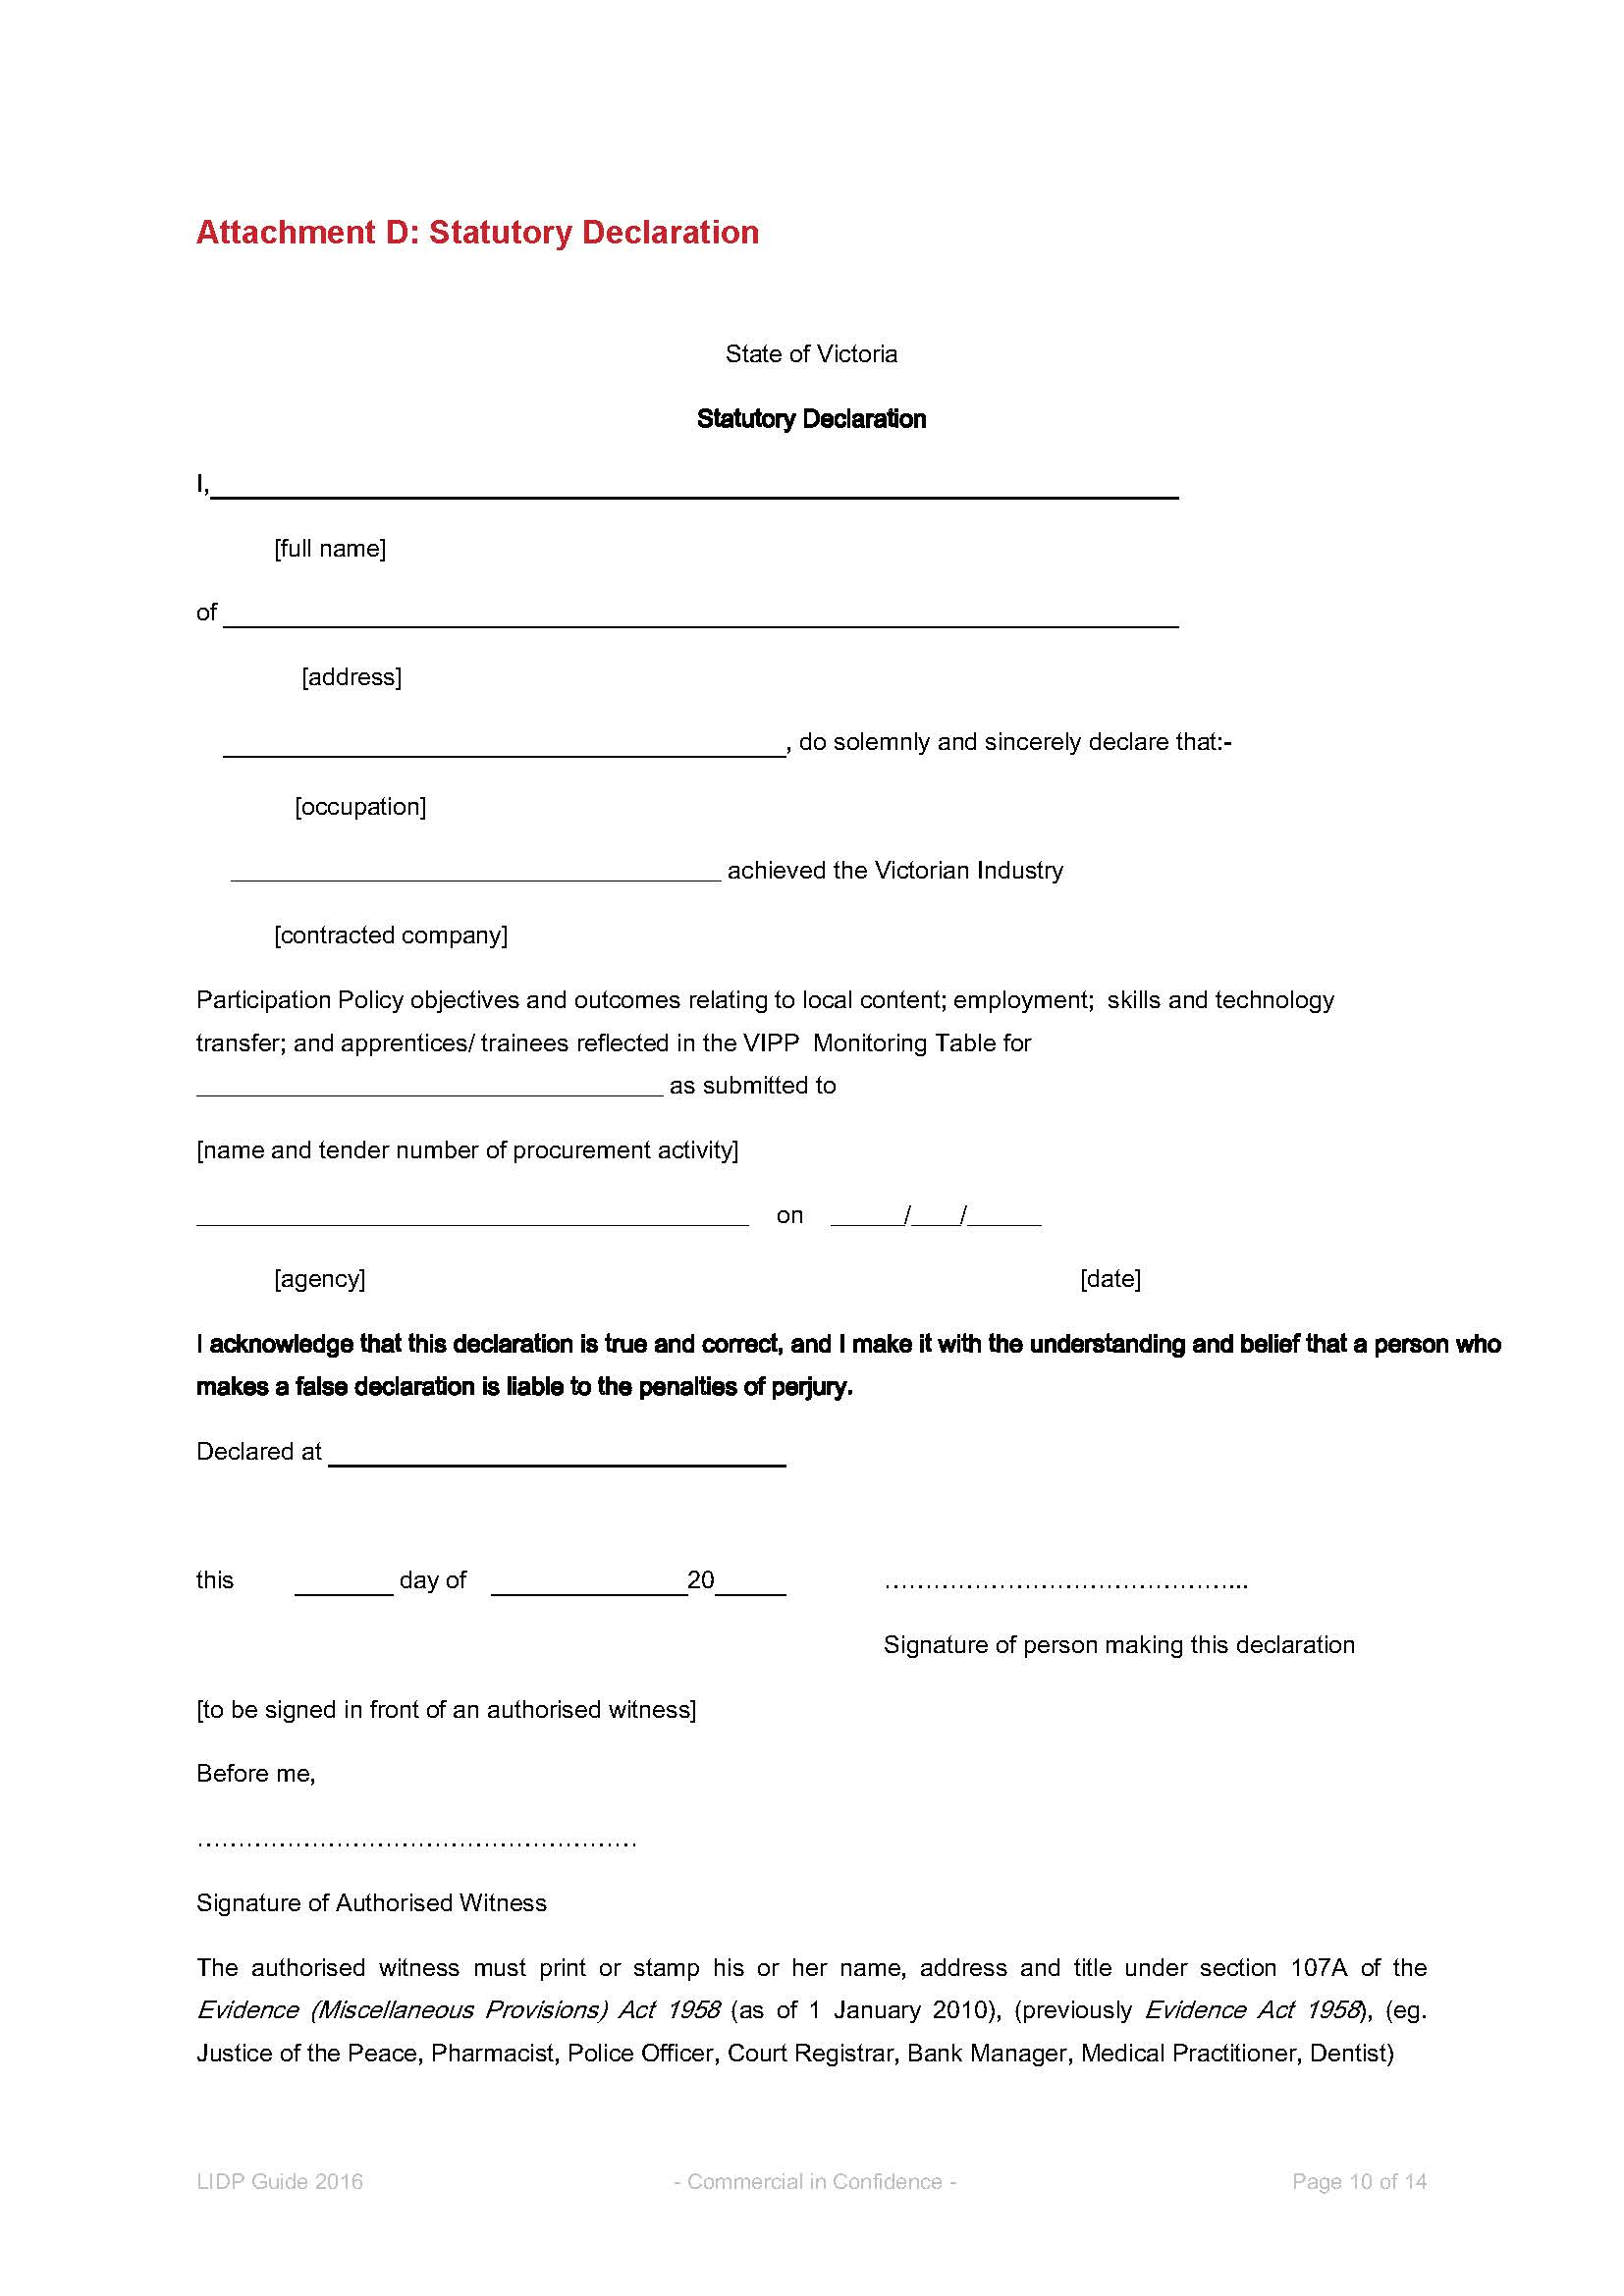 Attachment D: Statutory Declaration
State of Victoria
Statutory Declaration
I,
[full name]
of
[address]
, do solemnly and sincerely declare that:-
[occupation]
achieved the Victorian Industry
[contracted company]
Participation Policy objectives and outcomes relating to local content; employment;  skills and technology
transfer; and apprentices/ trainees reflected in the VIPP  Monitoring Table for
as submitted to
[name and tender number of procurement activity]
on ______/____/______
[agency] [date]
I acknowledge that this declaration is true and correct, and I make it with the understanding and belief that a person who
makes a false declaration is liable to the penalties of perjury.
Declared at
this day of 20 ……………………………………...
Signature of person making this declaration
[to be signed in front of an authorised witness]
Before me,
………………………………………………
Signature of Authorised Witness
The authorised witness must print or stamp his or her name, address and title under section 107A of the
Evidence (Miscellaneous Provisions) Act 1958 (as of 1 January 2010), (previously Evidence Act 1958), (eg.
Justice of the Peace, Pharmacist, Police Officer, Court Registrar, Bank Manager, Medical Practitioner, Dentist)
LIDP Guide 2016 - Commercial in Confidence - Page 10 of 14